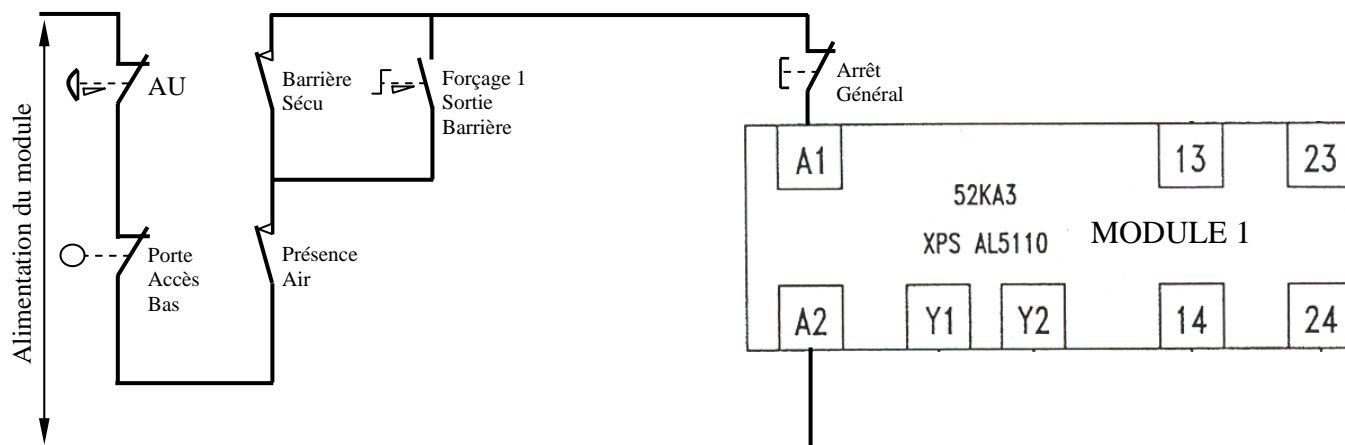 Alimentation du module
AU
Porte
Accès
Bas
Barrière
Sécu
Présence
Air
Forçage 1
Sortie
Barrière
Arrêt
Général
A1
13
23
52KA3
XPS AL5110
MODULE 1
A2
Y1
Y2
14
24